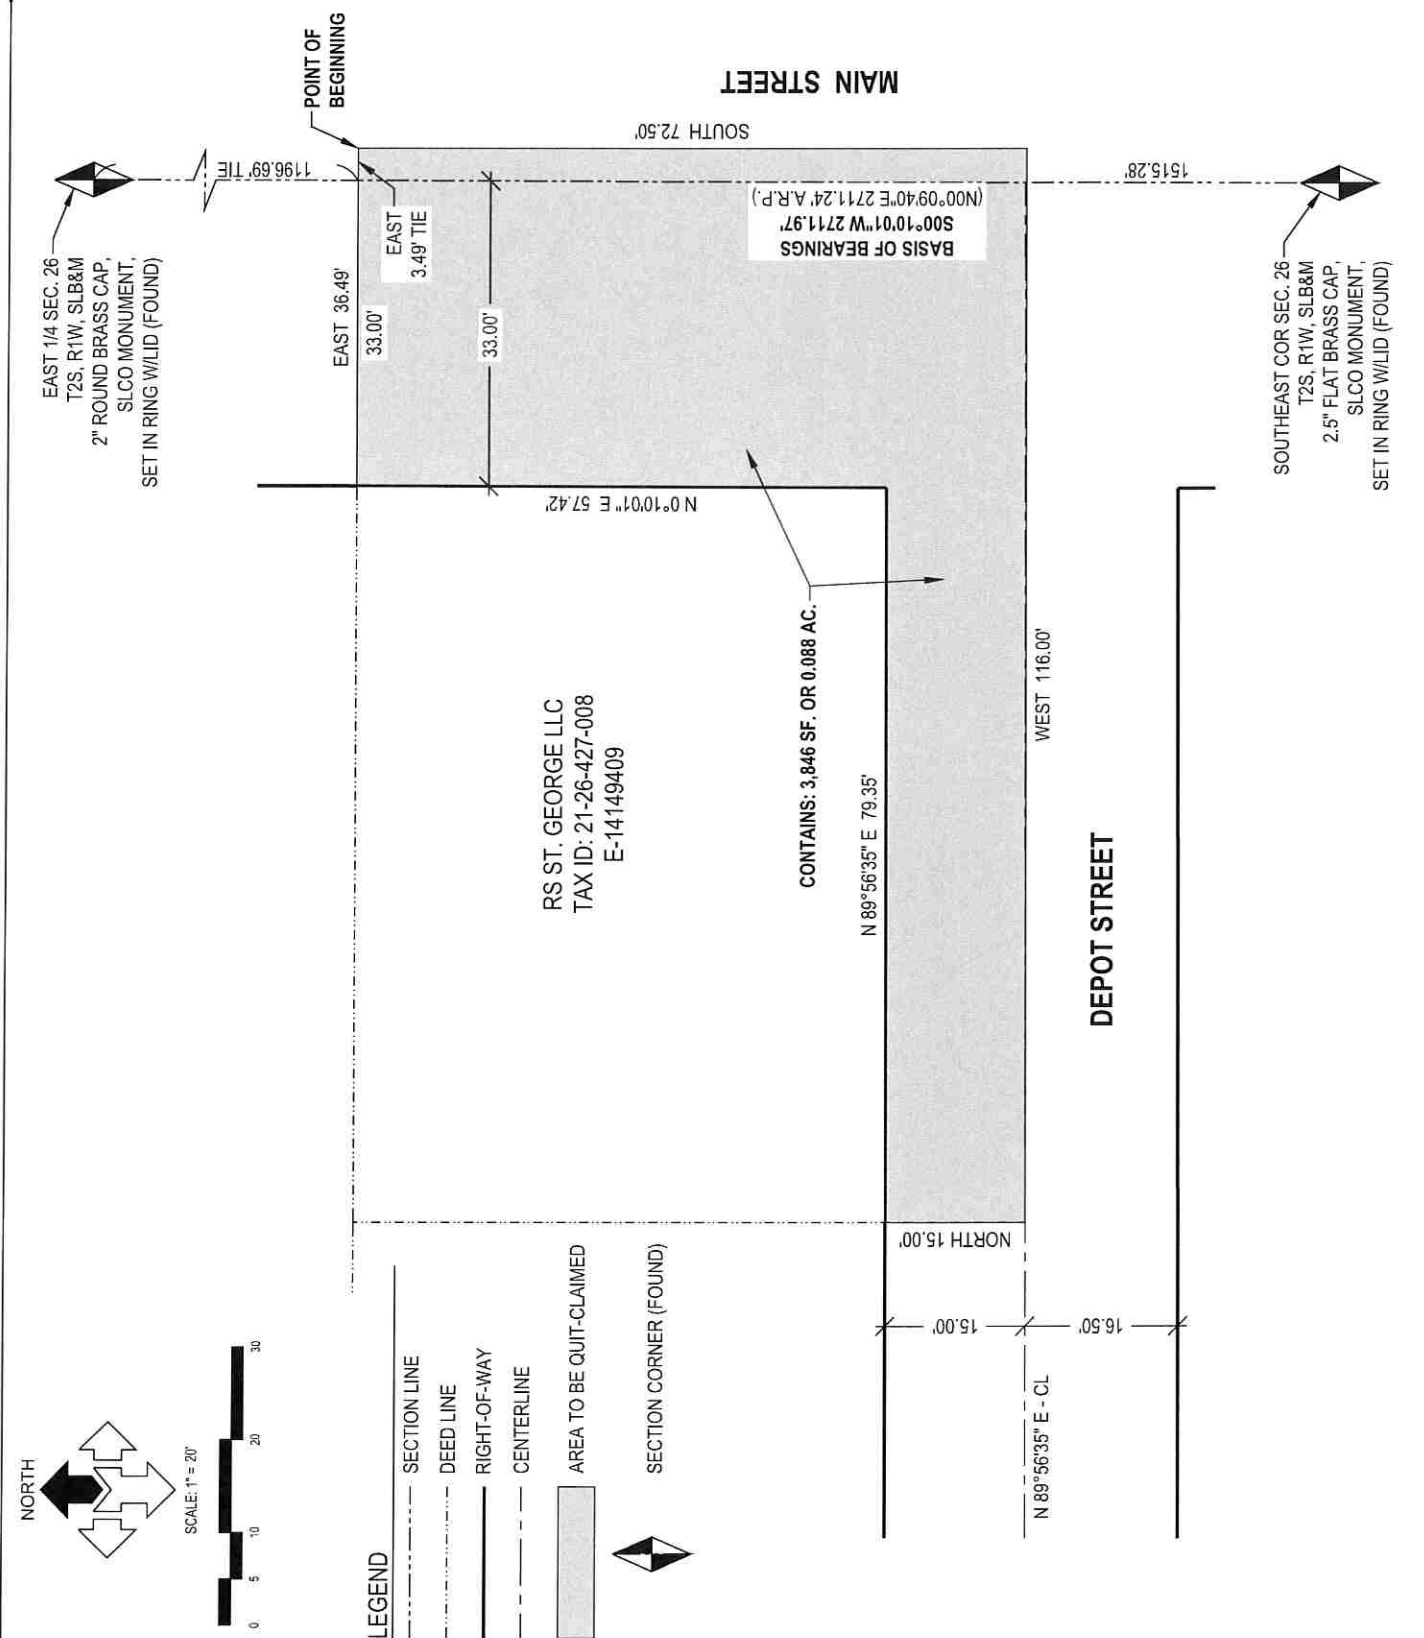 POINT OF
BEGINNING
MAIN STREET
SOUTH 72.50'
1196.69' TIE
1515.28'
EAST 1/4 SEC. 26
T2S, R1W, SLB&M
2" ROUND BRASS CAP,
SLCO MONUMENT,
SET IN RING W/LID (FOUND)
EAST 36.49'
33.00'
EAST
3.49' TIE
33.00'
BASIS OF BEARINGS
S00°10'01"W 2711.97'
(N00°09'40"E 2711.24' A.R.P.)
SOUTHEAST COR SEC. 26
T2S, R1W, SLB&M
2.5" FLAT BRASS CAP,
SLCO MONUMENT,
SET IN RING W/LID (FOUND)
N 0°10'01" E 57.42'
RS ST. GEORGE LLC
TAX ID: 21-26-427-008
E-14149409
CONTAINS: 3,846 SF. OR 0.088 AC.
N 89°56'35" E 79.35'
WEST 116.00'
DEPOT STREET
NORTH 15.00'
15.00'
16.50'
N 89°56'35" E - CL
NORTH
SCALE: 1" = 20'
0 5 10 20 30
LEGEND
SECTION LINE
DEED LINE
RIGHT-OF-WAY
CENTERLINE
AREA TO BE QUIT-CLAIMED
SECTION CORNER (FOUND)